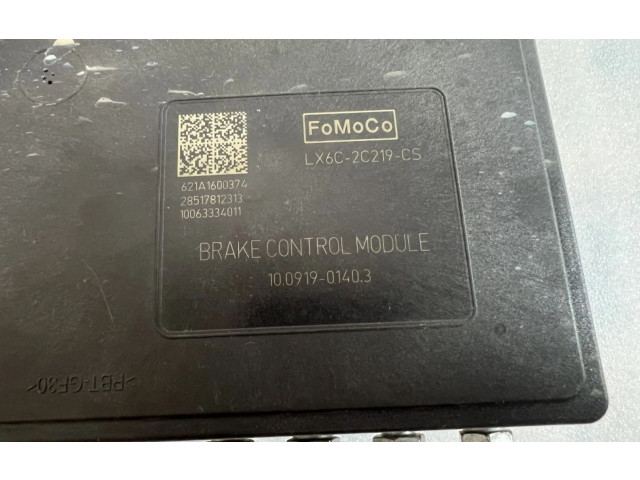 FoMoCo
LX6C-2C219-CS
621A1600374
28517812313
10063334011
BRAKE CONTROL MODULE
10.0919-0140.3
>PBT-GF30<